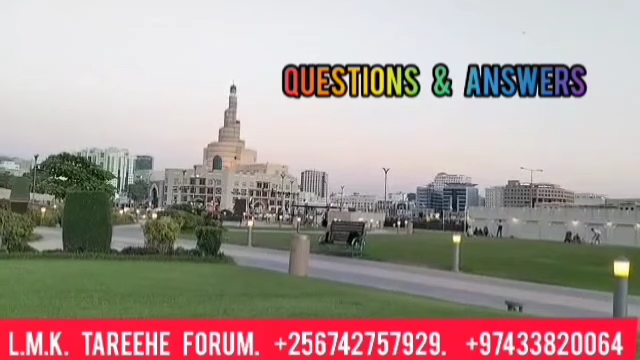 QUESTIONS & ANSWERS
L.M.K. TAREEHE FORUM. +256742757929. +97433820064